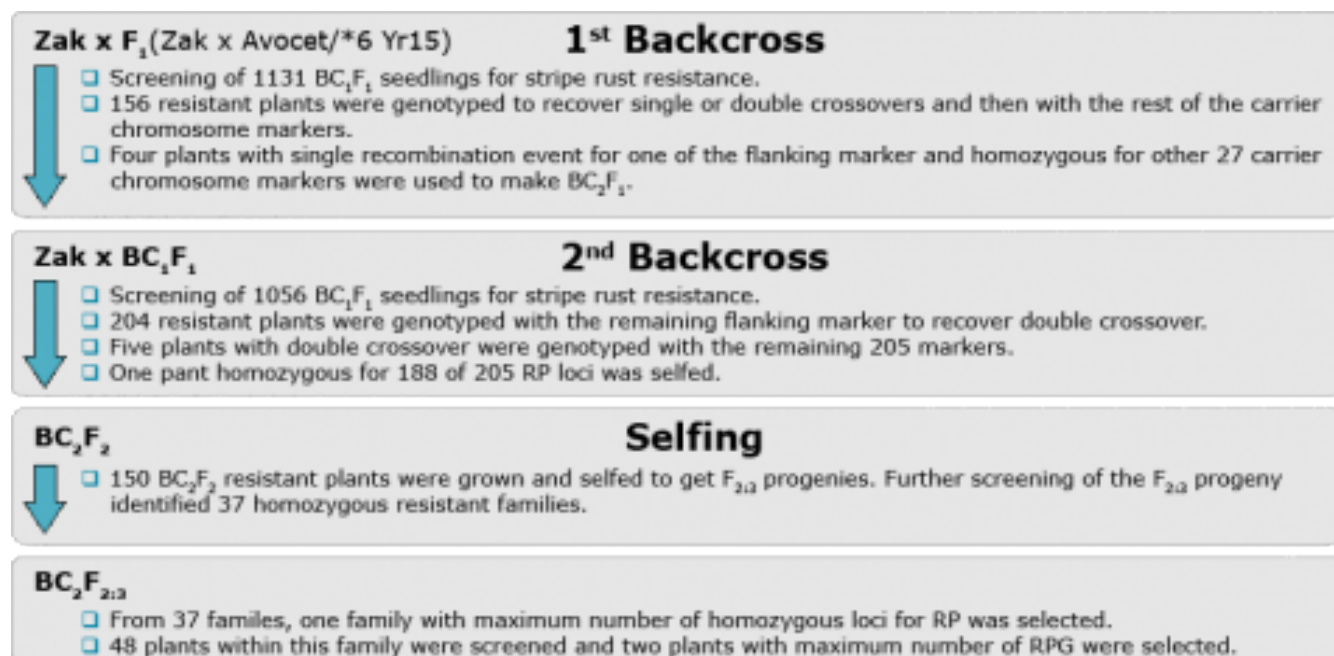 Zak x F₁(Zak x Avocet/*6 Yr15) 1st Backcross
❑ Screening of 1131 BC₁F₁ seedlings for stripe rust resistance.
❑ 156 resistant plants were genotyped to recover single or double crossovers and then with the rest of the carrier
chromosome markers.
❑ Four plants with single recombination event for one of the flanking marker and homozygous for other 27 carrier
chromosome markers were used to make BC₂F₁.
Zak x BC₁F₁ 2nd Backcross
❑ Screening of 1056 BC₁F₁ seedlings for stripe rust resistance.
❑ 204 resistant plants were genotyped with the remaining flanking marker to recover double crossover.
❑ Five plants with double crossover were genotyped with the remaining 205 markers.
❑ One pant homozygous for 188 of 205 RP loci was selfed.
BC₂F₂ Selfing
❑ 150 BC₂F₂ resistant plants were grown and selfed to get F₂:₃ progenies. Further screening of the F₂:₃ progeny
identified 37 homozygous resistant families.
BC₂F₂:₃
❑ From 37 familes, one family with maximum number of homozygous loci for RP was selected.
❑ 48 plants within this family were screened and two plants with maximum number of RPG were selected.